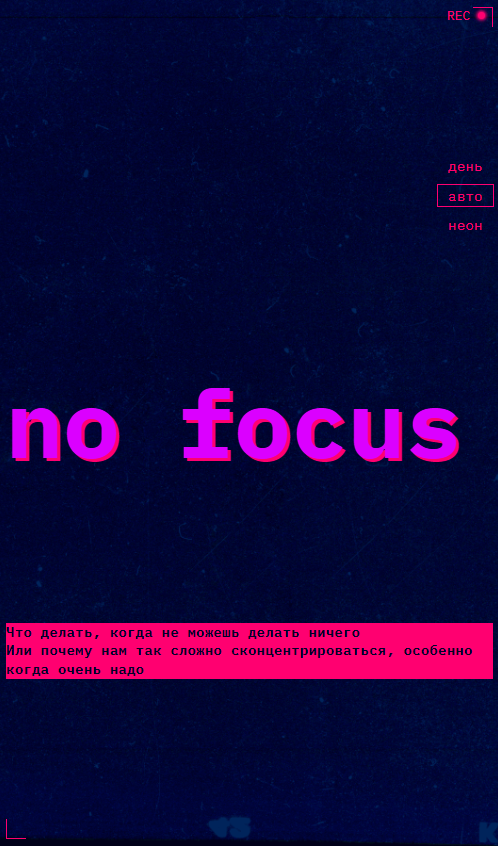 REC
день
авто
неон
no focus
Что делать, когда не можешь делать ничего
Или почему нам так сложно сконцентрироваться, особенно
когда очень надо